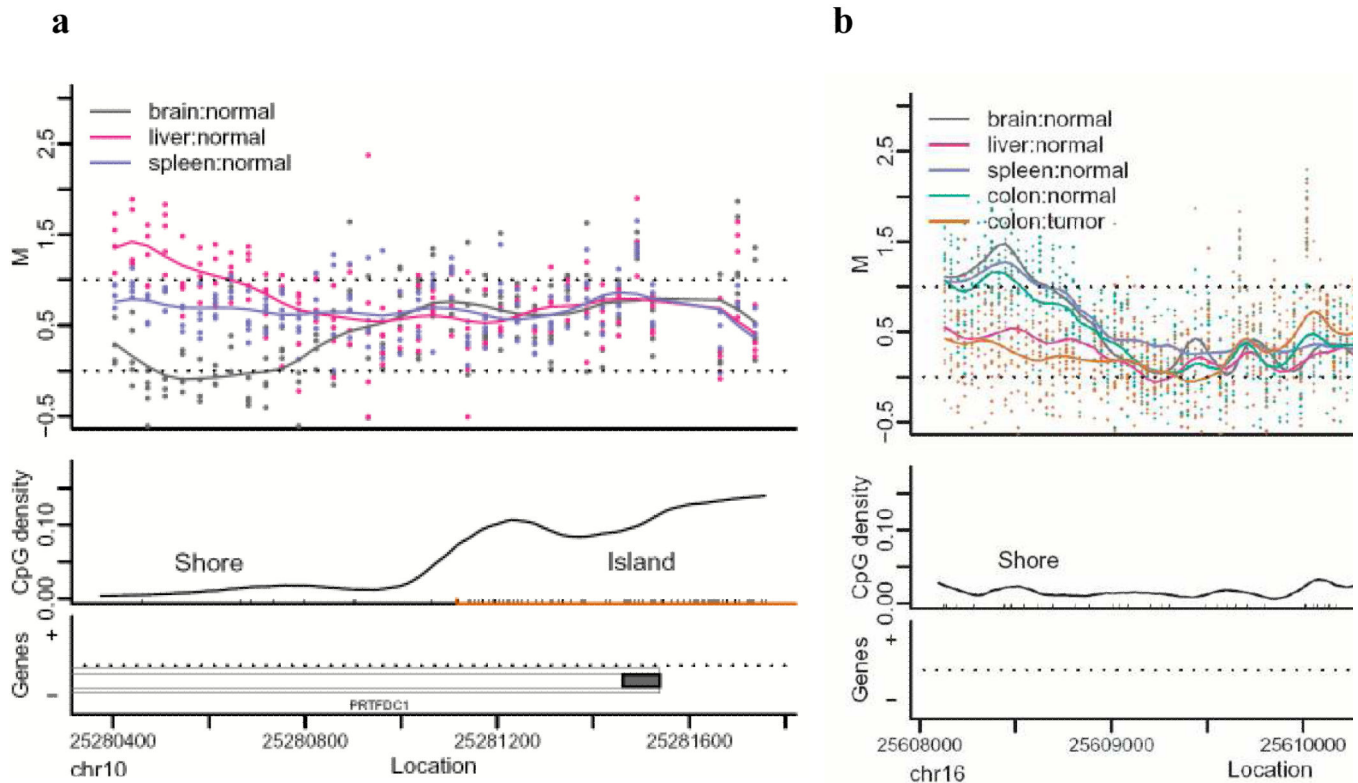 a
brain:normal
liver:normal
spleen:normal
M
2.5
1.5
0.5
−0.5
CpG density
0.10
0.00
Shore
Island
Genes
+
−
PRTFDC1
25280400
25280800
25281200
25281600
chr10
Location
b
brain:normal
liver:normal
spleen:normal
colon:normal
colon:tumor
M
2.5
1.5
0.5
−0.5
CpG density
0.10
0.00
Shore
Genes
+
−
25608000
25609000
25610000
chr16
Location